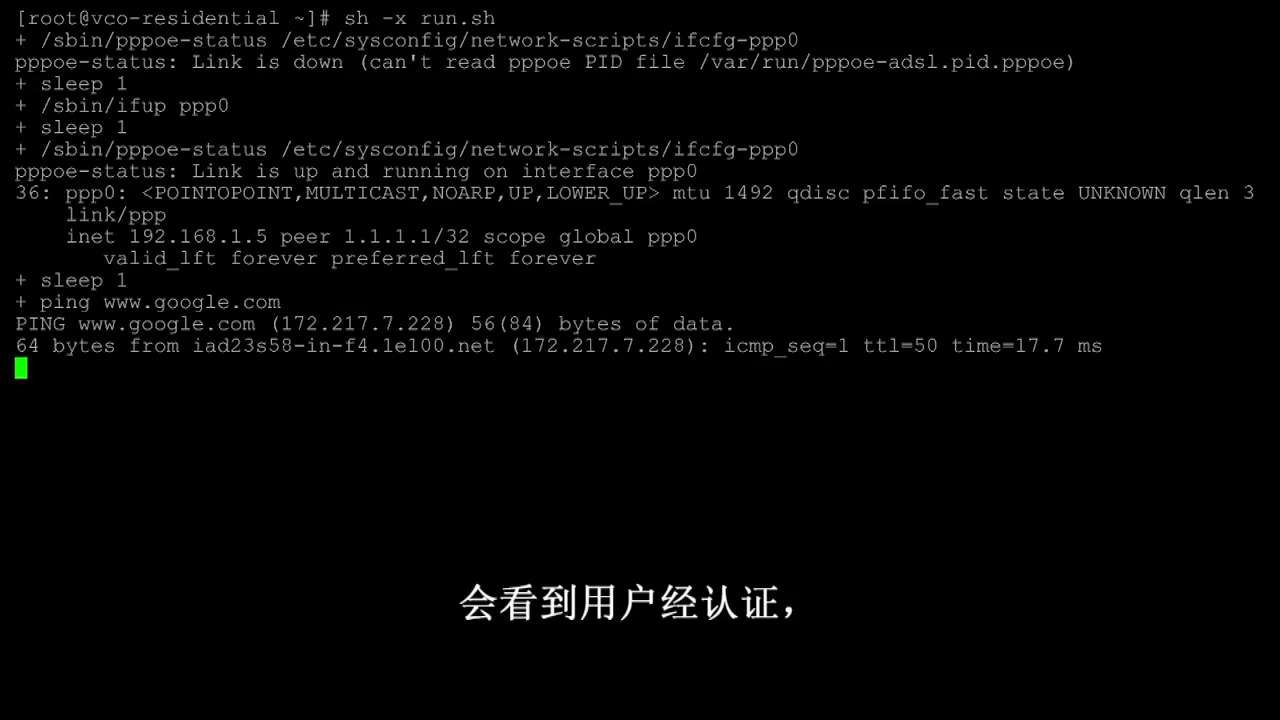 [root@vco-residential ~]# sh -x run.sh
+ /sbin/pppoe-status /etc/sysconfig/network-scripts/ifcfg-ppp0
pppoe-status: Link is down (can't read pppoe PID file /var/run/pppoe-adsl.pid.pppoe)
+ sleep 1
+ /sbin/ifup ppp0
+ sleep 1
+ /sbin/pppoe-status /etc/sysconfig/network-scripts/ifcfg-ppp0
pppoe-status: Link is up and running on interface ppp0
36: ppp0: <POINTOPOINT,MULTICAST,NOARP,UP,LOWER_UP> mtu 1492 qdisc pfifo_fast state UNKNOWN qlen 3
    link/ppp
    inet 192.168.1.5 peer 1.1.1.1/32 scope global ppp0
       valid_lft forever preferred_lft forever
+ sleep 1
+ ping www.google.com
PING www.google.com (172.217.7.228) 56(84) bytes of data.
64 bytes from iad23s58-in-f4.1e100.net (172.217.7.228): icmp_seq=1 ttl=50 time=17.7 ms
会看到用户经认证，